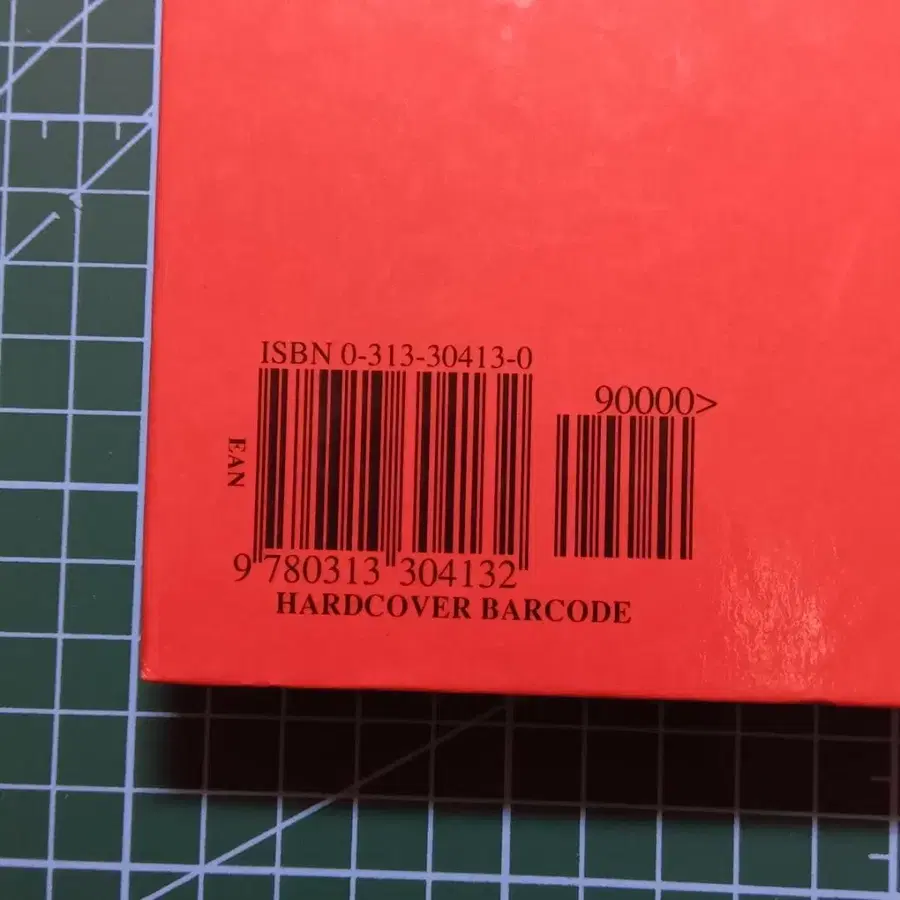 ISBN 0-313-30413-0
90000>
EAN
9 780313 304132
HARDCOVER BARCODE